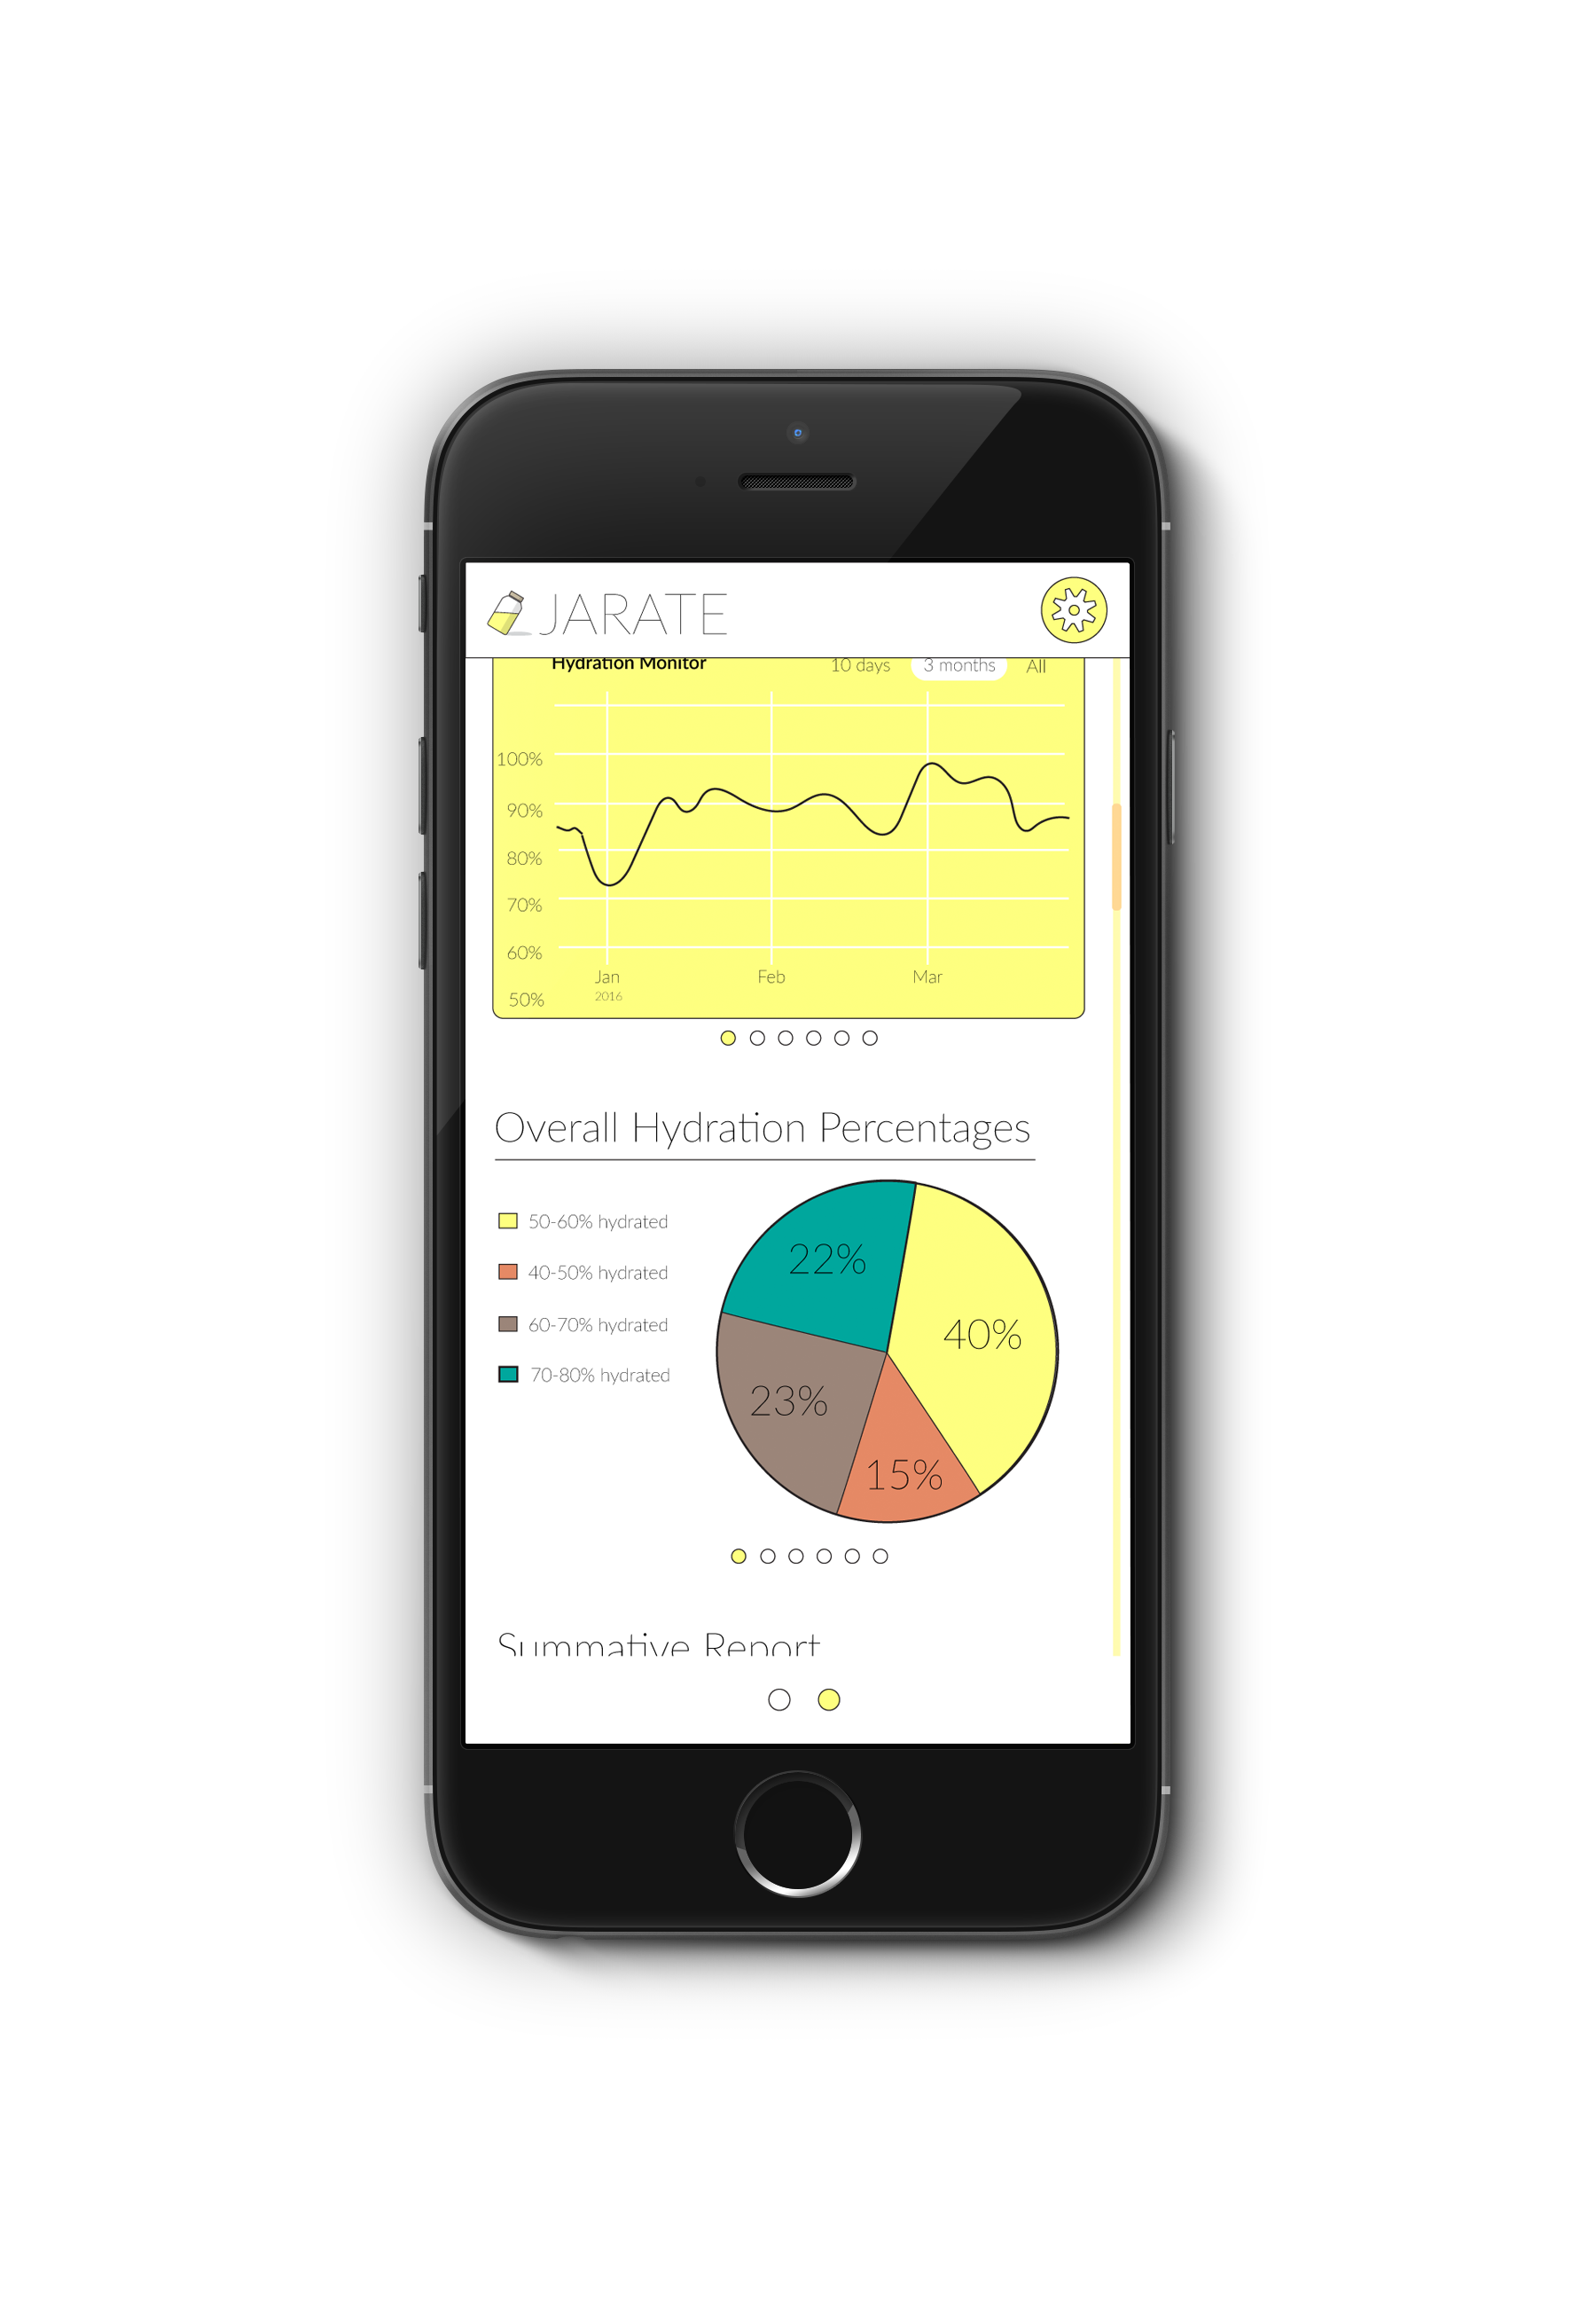 JARATE
Hydration Monitor
10 days 3 months All
100%
90%
80%
70%
60%
50%
Jan Feb Mar
2016
Overall Hydration Percentages
50-60% hydrated
40-50% hydrated
60-70% hydrated
70-80% hydrated
22%
40%
23%
15%
Summative Report